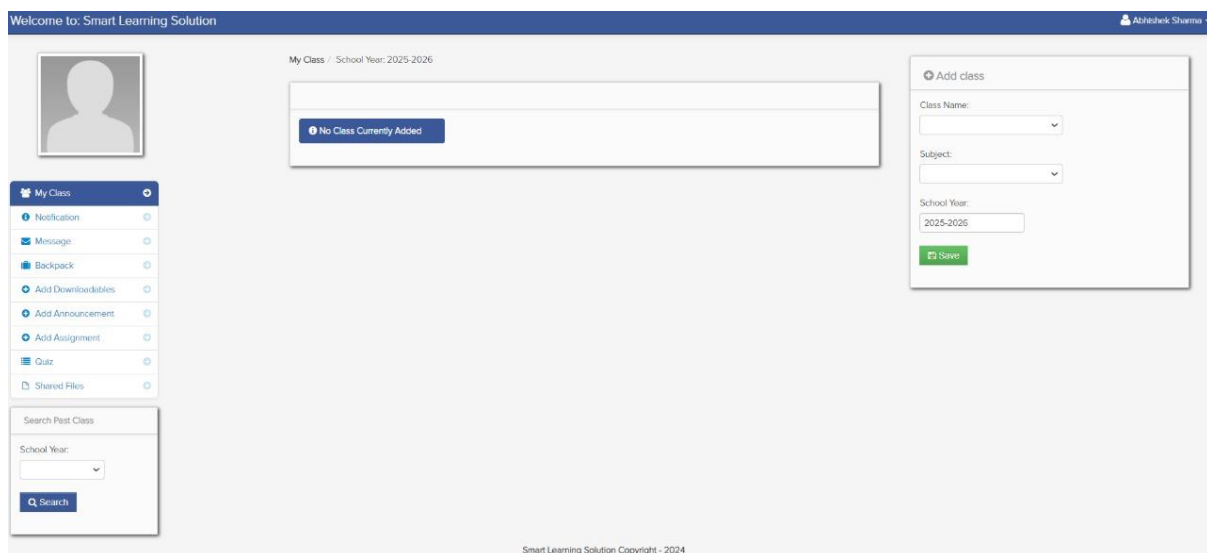 Welcome to: Smart Learning Solution
Abhishek Sharma
My Class / School Year: 2025-2026
No Class Currently Added
My Class
Notification
Message
Backpack
Add Downloadables
Add Announcement
Add Assignment
Quiz
Shared Files
Search Past Class
School Year:
Search
Add class
Class Name:
Subject:
School Year:
2025-2026
Save
Smart Learning Solution Copyright - 2024